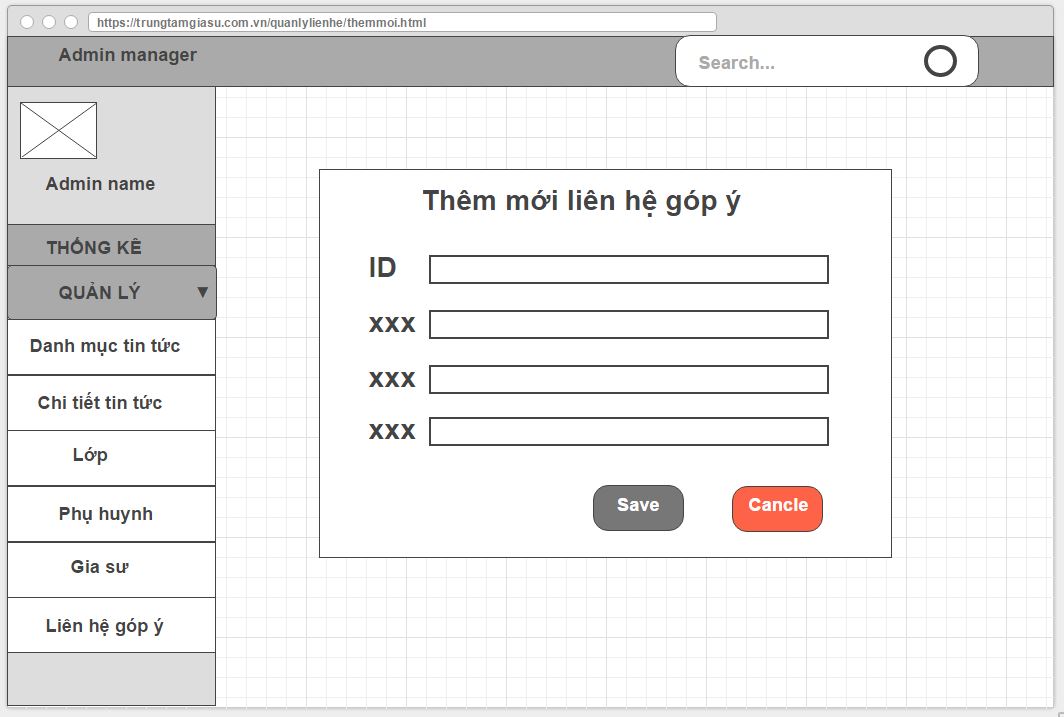 https://trungtamgiasu.com.vn/quanlylienhe/themmoi.html
Admin manager
Search...
Admin name
THỐNG KÊ
QUẢN LÝ ▼
Danh mục tin tức
Chi tiết tin tức
Lớp
Phụ huynh
Gia sư
Liên hệ góp ý
Thêm mới liên hệ góp ý
ID
xxx
xxx
xxx
Save
Cancle